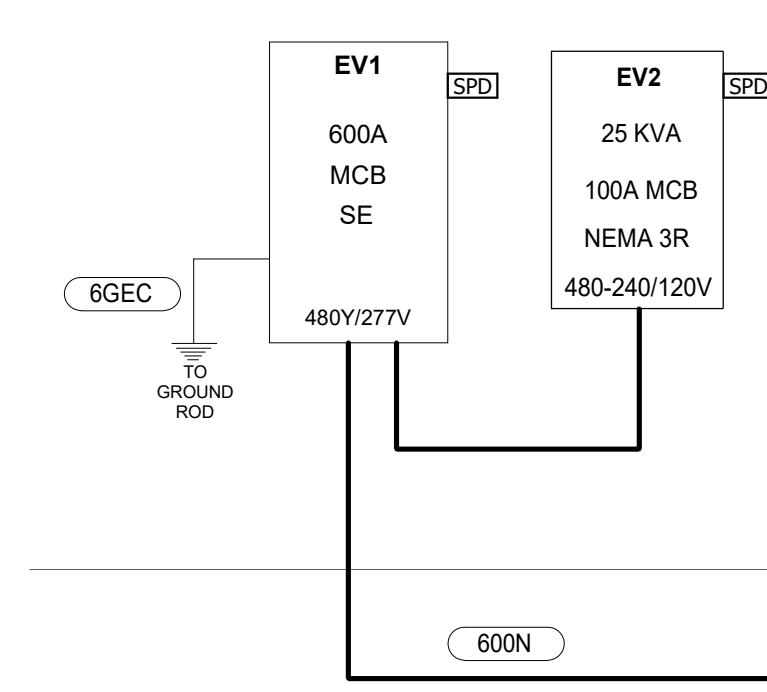 EV1
SPD
600A
MCB
SE
480Y/277V
EV2
SPD
25 KVA
100A MCB
NEMA 3R
480-240/120V
6GEC
TO
GROUND
ROD
600N